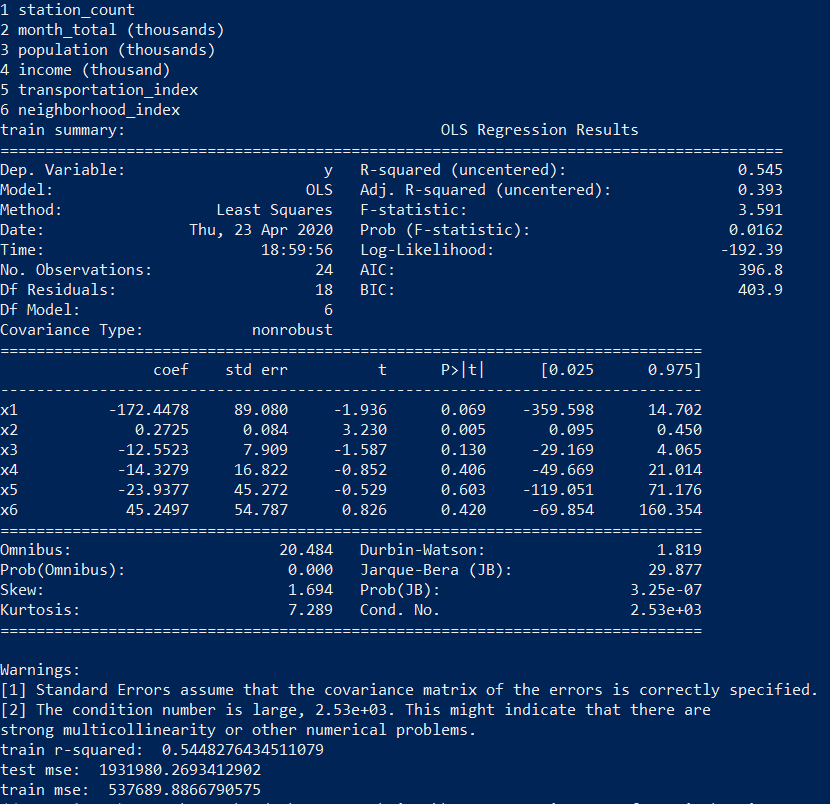 1 station_count
2 month_total (thousands)
3 population (thousands)
4 income (thousand)
5 transportation_index
6 neighborhood_index
train summary:                                   OLS Regression Results
=======================================================================================
Dep. Variable:                      y   R-squared (uncentered):                   0.545
Model:                            OLS   Adj. R-squared (uncentered):              0.393
Method:                 Least Squares   F-statistic:                              3.591
Date:                Thu, 23 Apr 2020   Prob (F-statistic):                      0.0162
Time:                        18:59:56   Log-Likelihood:                         -192.39
No. Observations:                  24   AIC:                                      396.8
Df Residuals:                      18   BIC:                                      403.9
Df Model:                           6
Covariance Type:            nonrobust
==============================================================================
                 coef    std err          t      P>|t|      [0.025      0.975]
------------------------------------------------------------------------------
x1          -172.4478     89.080     -1.936      0.069    -359.598      14.702
x2             0.2725      0.084      3.230      0.005       0.095       0.450
x3           -12.5523      7.909     -1.587      0.130     -29.169       4.065
x4           -14.3279     16.822     -0.852      0.406     -49.669      21.014
x5           -23.9377     45.272     -0.529      0.603    -119.051      71.176
x6            45.2497     54.787      0.826      0.420     -69.854     160.354
==============================================================================
Omnibus:                       20.484   Durbin-Watson:                   1.819
Prob(Omnibus):                  0.000   Jarque-Bera (JB):               29.877
Skew:                           1.694   Prob(JB):                     3.25e-07
Kurtosis:                       7.289   Cond. No.                     2.53e+03
==============================================================================
Warnings:
[1] Standard Errors assume that the covariance matrix of the errors is correctly specified.
[2] The condition number is large, 2.53e+03. This might indicate that there are
strong multicollinearity or other numerical problems.
train r-squared:  0.5448276434511079
test mse:  1931980.2693412902
train mse:  537689.8866790575